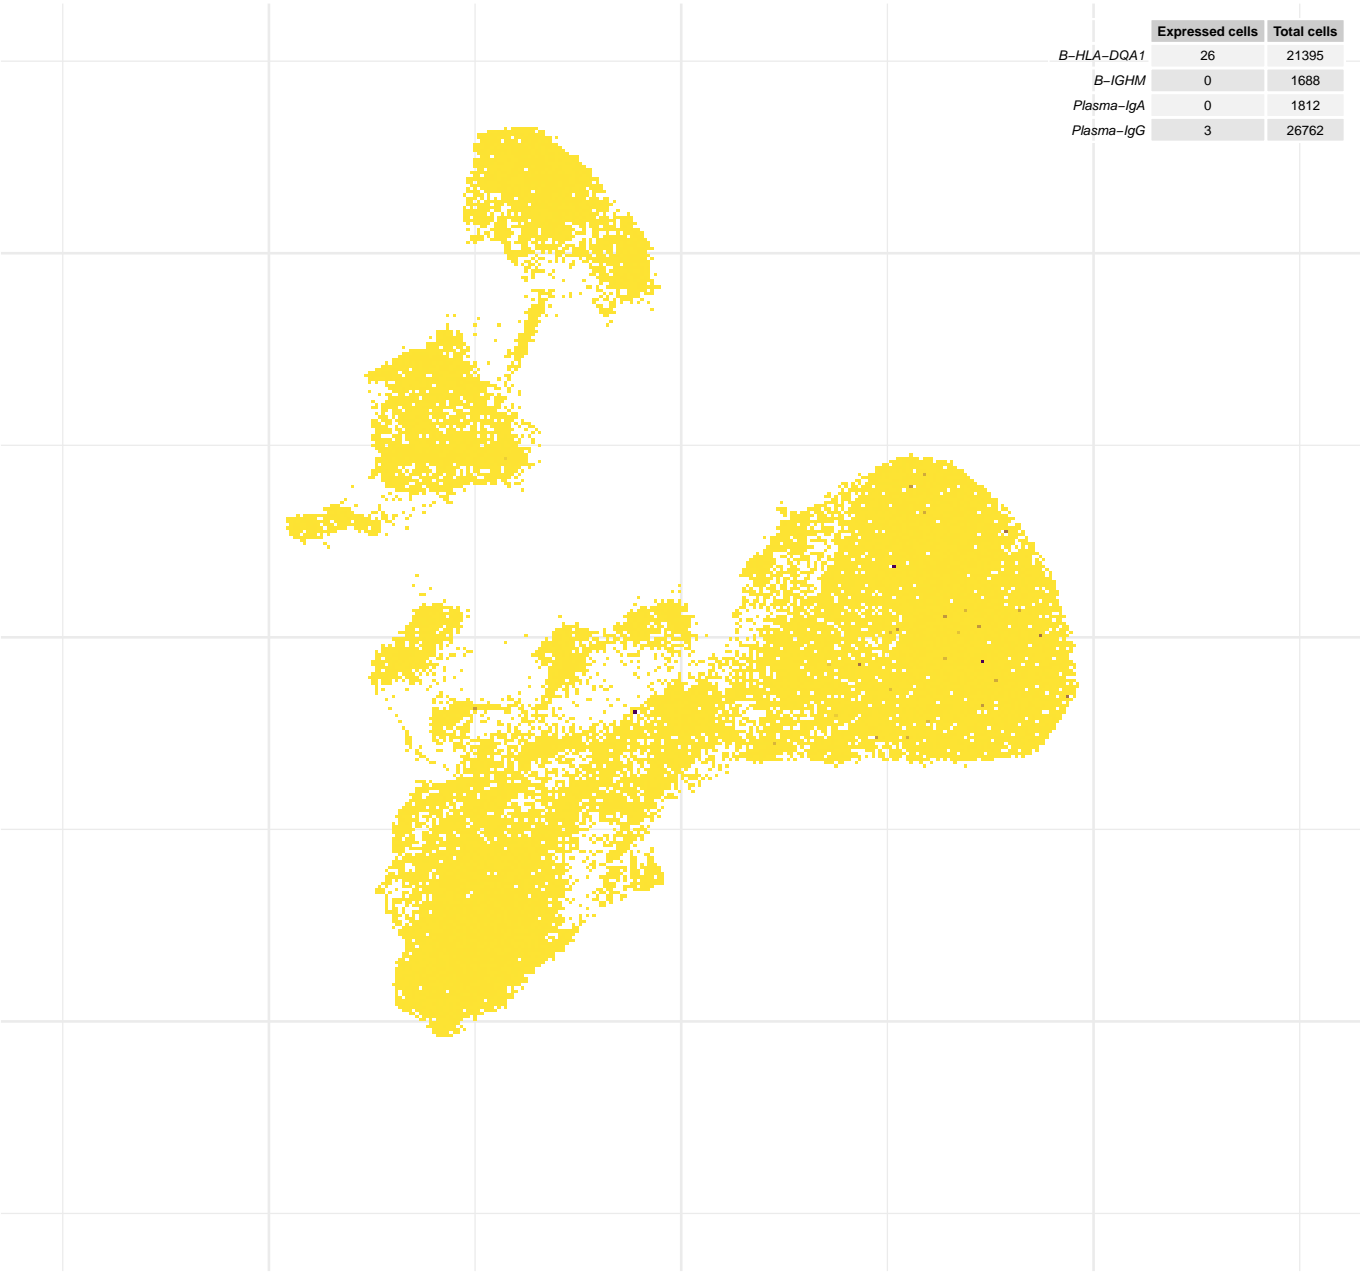 Expressed cells Total cells
B−HLA−DQA1 26 21395
B−IGHM 0 1688
Plasma−IgA 0 1812
Plasma−IgG 3 26762